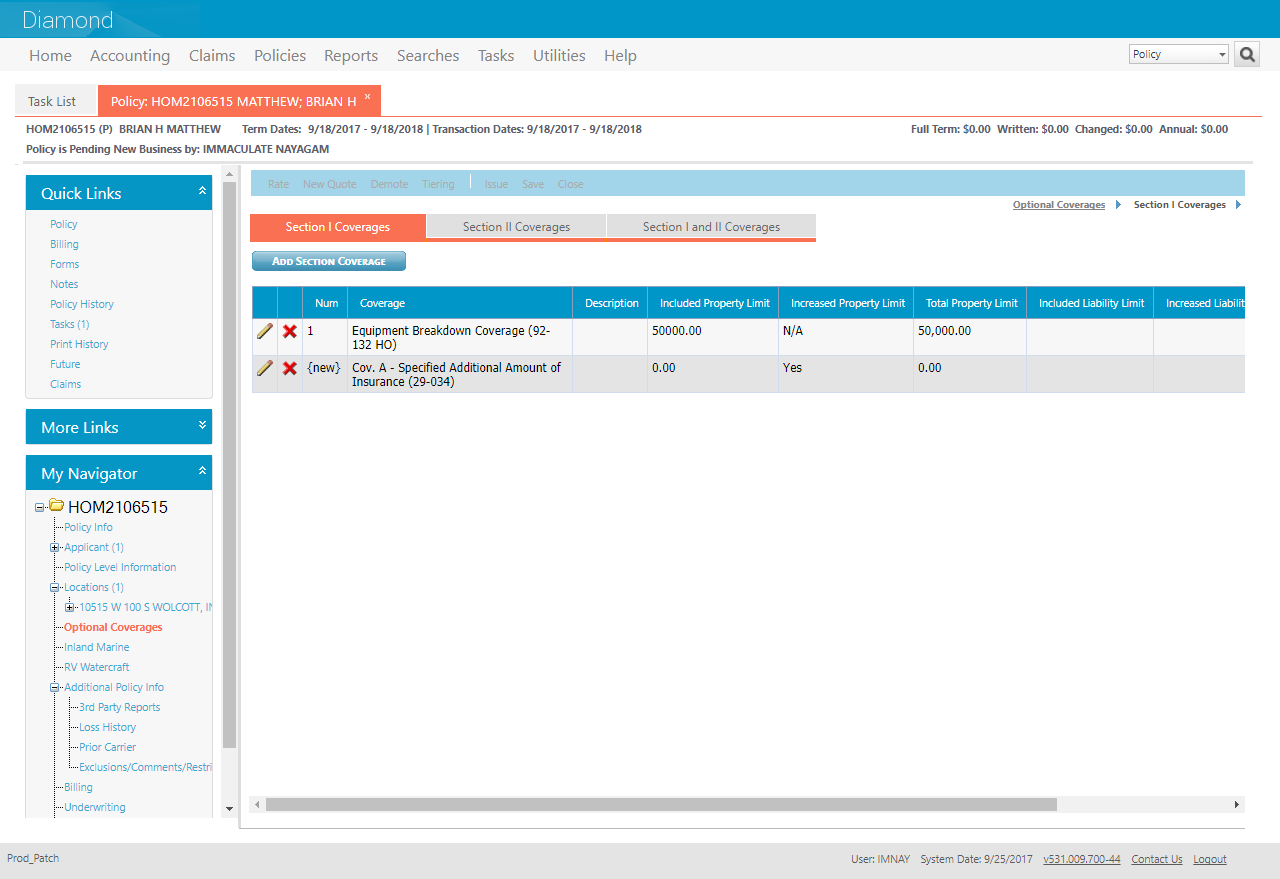 Diamond
Home Accounting Claims Policies Reports Searches Tasks Utilities Help Policy
Task List Policy: HOM2106515 MATTHEW; BRIAN H ×
HOM2106515 (P) BRIAN H MATTHEW Term Dates: 9/18/2017 - 9/18/2018 | Transaction Dates: 9/18/2017 - 9/18/2018 Full Term: $0.00 Written: $0.00 Changed: $0.00 Annual: $0.00
Policy is Pending New Business by: IMMACULATE NAYAGAM
Quick Links
Policy
Billing
Forms
Notes
Policy History
Tasks (1)
Print History
Future
Claims
More Links
My Navigator
HOM2106515
Policy Info
Applicant (1)
Policy Level Information
Locations (1)
10515 W 100 S WOLCOTT, IN
Optional Coverages
Inland Marine
RV Watercraft
Additional Policy Info
3rd Party Reports
Loss History
Prior Carrier
Exclusions/Comments/Restri
Billing
Underwriting
Rate New Quote Demote Tiering Issue Save Close
Optional Coverages Section I Coverages
Section I Coverages Section II Coverages Section I and II Coverages
ADD SECTION COVERAGE
Num Coverage Description Included Property Limit Increased Property Limit Total Property Limit Included Liability Limit Increased Liabilit
1 Equipment Breakdown Coverage (92-
132 HO) 50000.00 N/A 50,000.00
{new} Cov. A - Specified Additional Amount of
Insurance (29-034) 0.00 Yes 0.00
Prod_Patch User: IMNAY System Date: 9/25/2017 v531.009.700-44 Contact Us Logout